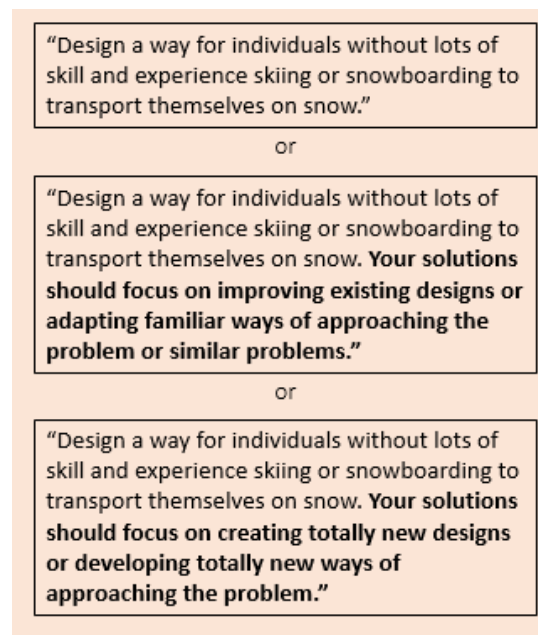 “Design a way for individuals without lots of
skill and experience skiing or snowboarding to
transport themselves on snow.”
or
“Design a way for individuals without lots of
skill and experience skiing or snowboarding to
transport themselves on snow. Your solutions
should focus on improving existing designs or
adapting familiar ways of approaching the
problem or similar problems.”
or
“Design a way for individuals without lots of
skill and experience skiing or snowboarding to
transport themselves on snow. Your solutions
should focus on creating totally new designs
or developing totally new ways of
approaching the problem.”